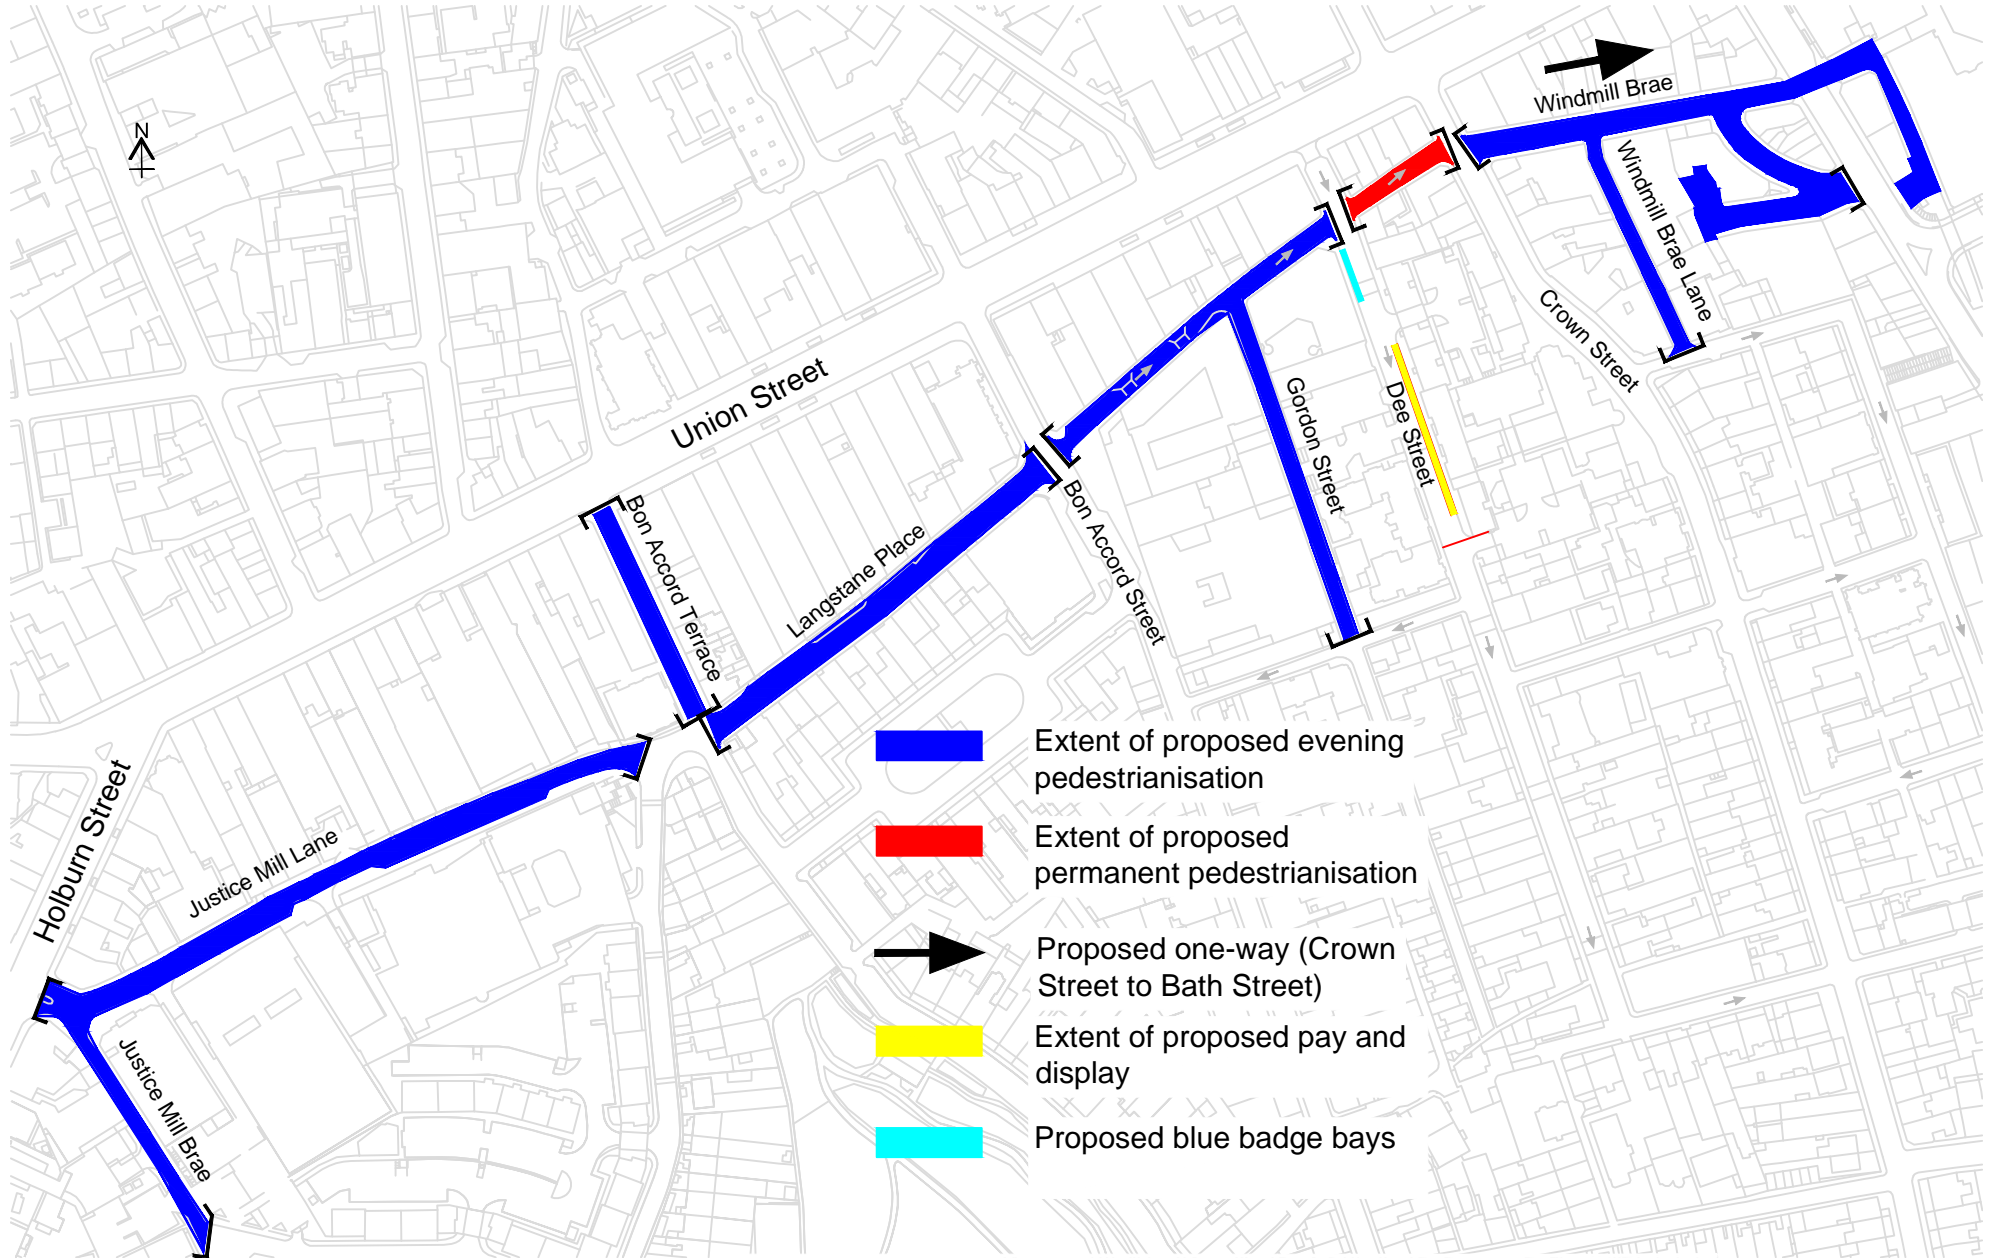 N
Windmill Brae
Windmill Brae Lane
Crown Street
Union Street
Gordon Street
Dee Street
Bon Accord Terrace
Bon Accord Street
Langstane Place
Holburn Street
Justice Mill Lane
Justice Mill Brae
Extent of proposed evening
pedestrianisation
Extent of proposed
permanent pedestrianisation
Proposed one-way (Crown
Street to Bath Street)
Extent of proposed pay and
display
Proposed blue badge bays